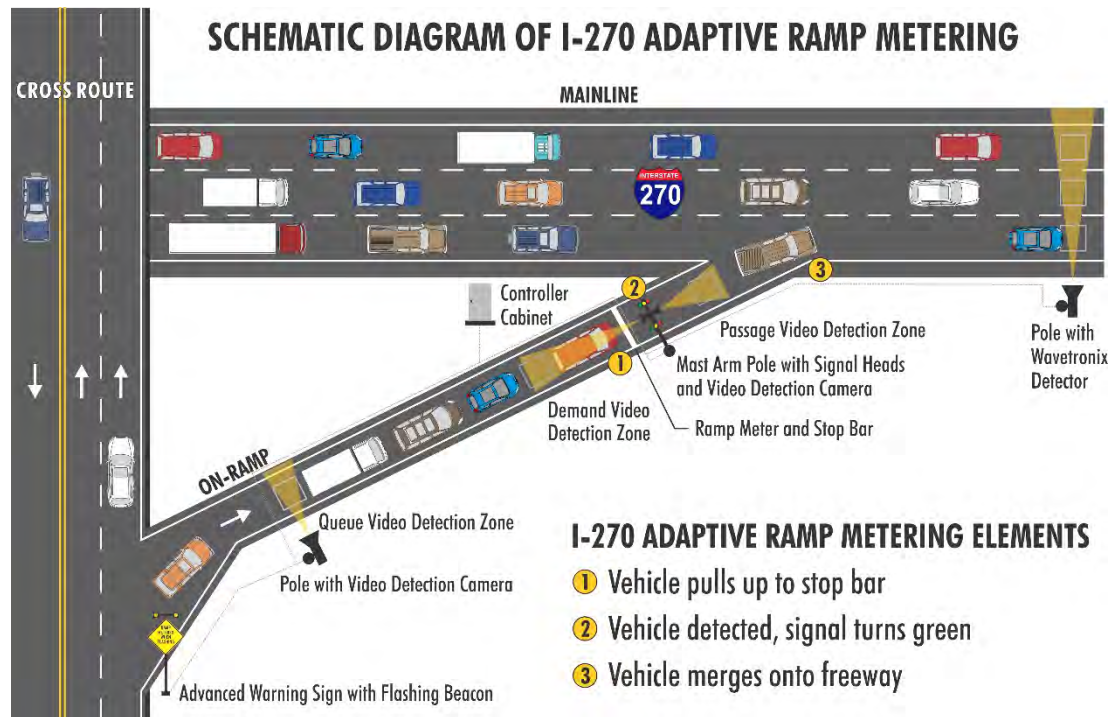 SCHEMATIC DIAGRAM OF I-270 ADAPTIVE RAMP METERING
CROSS ROUTE
MAINLINE
INTERSTATE
270
3
2
Controller
Cabinet
Passage Video Detection Zone
Pole with
Wavetronix
Detector
1
Mast Arm Pole with Signal Heads
and Video Detection Camera
Demand Video
Detection Zone
Ramp Meter and Stop Bar
ON-RAMP
Queue Video Detection Zone
Pole with Video Detection Camera
Advanced Warning Sign with Flashing Beacon
I-270 ADAPTIVE RAMP METERING ELEMENTS
1 Vehicle pulls up to stop bar
2 Vehicle detected, signal turns green
3 Vehicle merges onto freeway